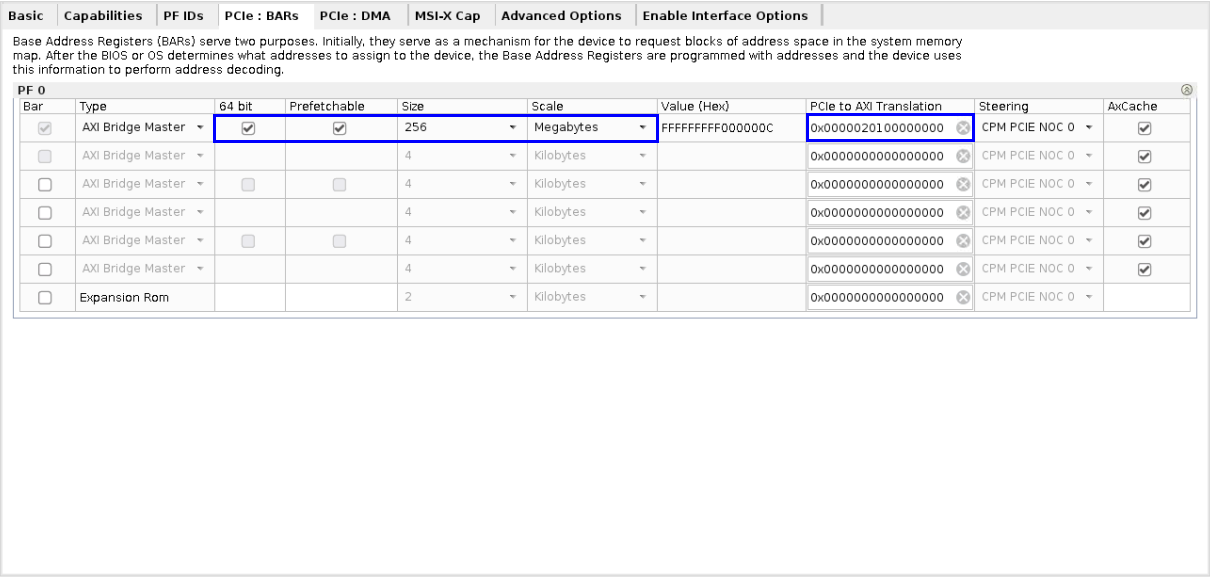 Basic Capabilities PF IDs PCIe : BARs PCIe : DMA MSI-X Cap Advanced Options Enable Interface Options
Base Address Registers (BARs) serve two purposes. Initially, they serve as a mechanism for the device to request blocks of address space in the system memory
map. After the BIOS or OS determines what addresses to assign to the device, the Base Address Registers are programmed with addresses and the device uses
this information to perform address decoding.
PF 0
Bar Type 64 bit Prefetchable Size Scale Value (Hex) PCIe to AXI Translation Steering AxCache
AXI Bridge Master 256 Megabytes FFFFFFFFF000000C 0x0000020100000000 CPM PCIE NOC 0
AXI Bridge Master 4 Kilobytes 0x0000000000000000 CPM PCIE NOC 0
AXI Bridge Master 4 Kilobytes 0x0000000000000000 CPM PCIE NOC 0
AXI Bridge Master 4 Kilobytes 0x0000000000000000 CPM PCIE NOC 0
AXI Bridge Master 4 Kilobytes 0x0000000000000000 CPM PCIE NOC 0
AXI Bridge Master 4 Kilobytes 0x0000000000000000 CPM PCIE NOC 0
Expansion Rom 2 Kilobytes 0x0000000000000000 CPM PCIE NOC 0